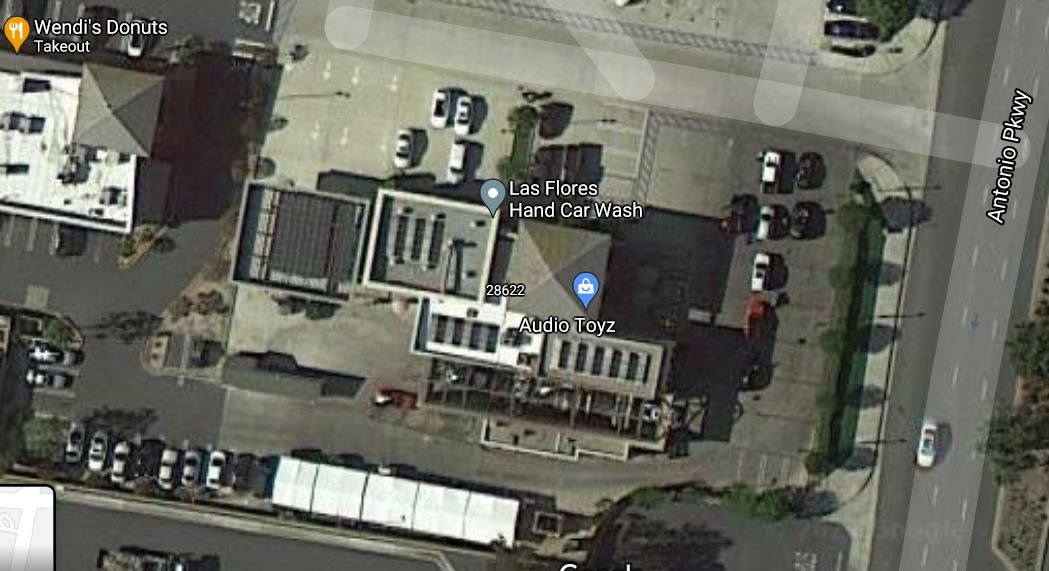 Wendi's Donuts
Takeout
Antonio Pkwy
Las Flores
Hand Car Wash
28622
Audio Toyz